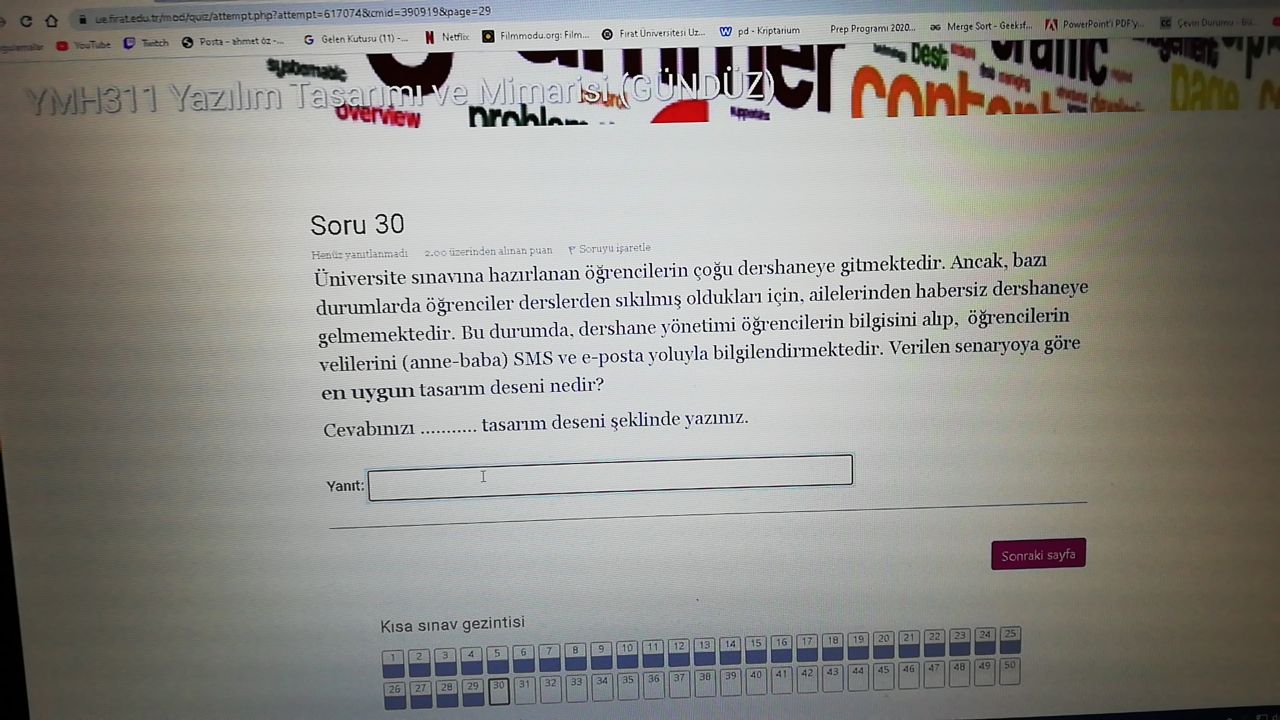 ue.firat.edu.tr/mod/quiz/attempt.php?attempt=617074&cmid=390919&page=29
YouTube Twitch Posta - ahmet öz -... Gelen Kutusu (11) -... Netflix Filmmodu.org: Film... Fırat Üniversitesi Uz... pd - Kriptarium Prep Programi 2020... Merge Sort - Geeksf... PowerPoint'i PDF'y... Çeviri Durumu - Bu...
systematic
best
YMH311 Yazılım Tasarımı ve Mimarisi (GÜNDÜZ)
overview
Soru 30
Henüz yanıtlanmadı 2.00 üzerinden alınan puan Soruyu işaretle
Üniversite sınavına hazırlanan öğrencilerin çoğu dershaneye gitmektedir. Ancak, bazı
durumlarda öğrenciler derslerden sıkılmış oldukları için, ailelerinden habersiz dershaneye
gelmemektedir. Bu durumda, dershane yönetimi öğrencilerin bilgisini alıp, öğrencilerin
velilerini (anne-baba) SMS ve e-posta yoluyla bilgilendirmektedir. Verilen senaryoya göre
en uygun tasarım deseni nedir?
Cevabınızı ........... tasarım deseni şeklinde yazınız.
Yanıt:
Sonraki sayfa
Kısa sınav gezintisi
1 2 3 4 5 6 7 8 9 10 11 12 13 14 15 16 17 18 19 20 21 22 23 24 25
26 27 28 29 30 31 32 33 34 35 36 37 38 39 40 41 42 43 44 45 46 47 48 49 50